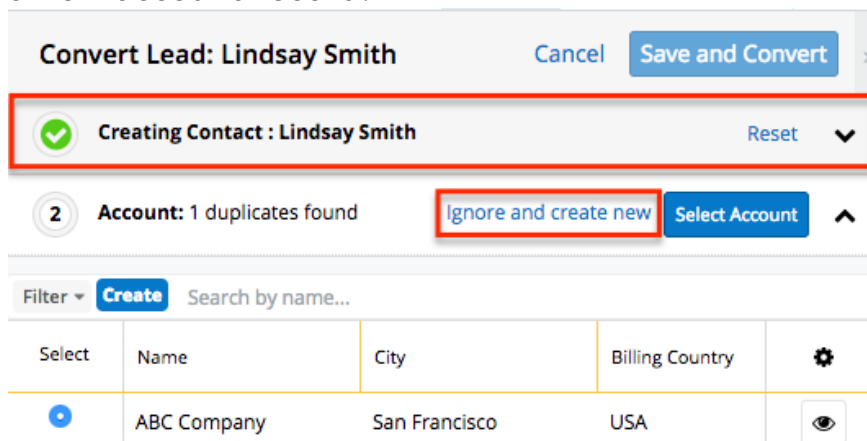 Convert Lead: Lindsay Smith Cancel Save and Convert
Creating Contact : Lindsay Smith Reset
2 Account: 1 duplicates found Ignore and create new Select Account
Filter Create Search by name...
Select Name City Billing Country
ABC Company San Francisco USA